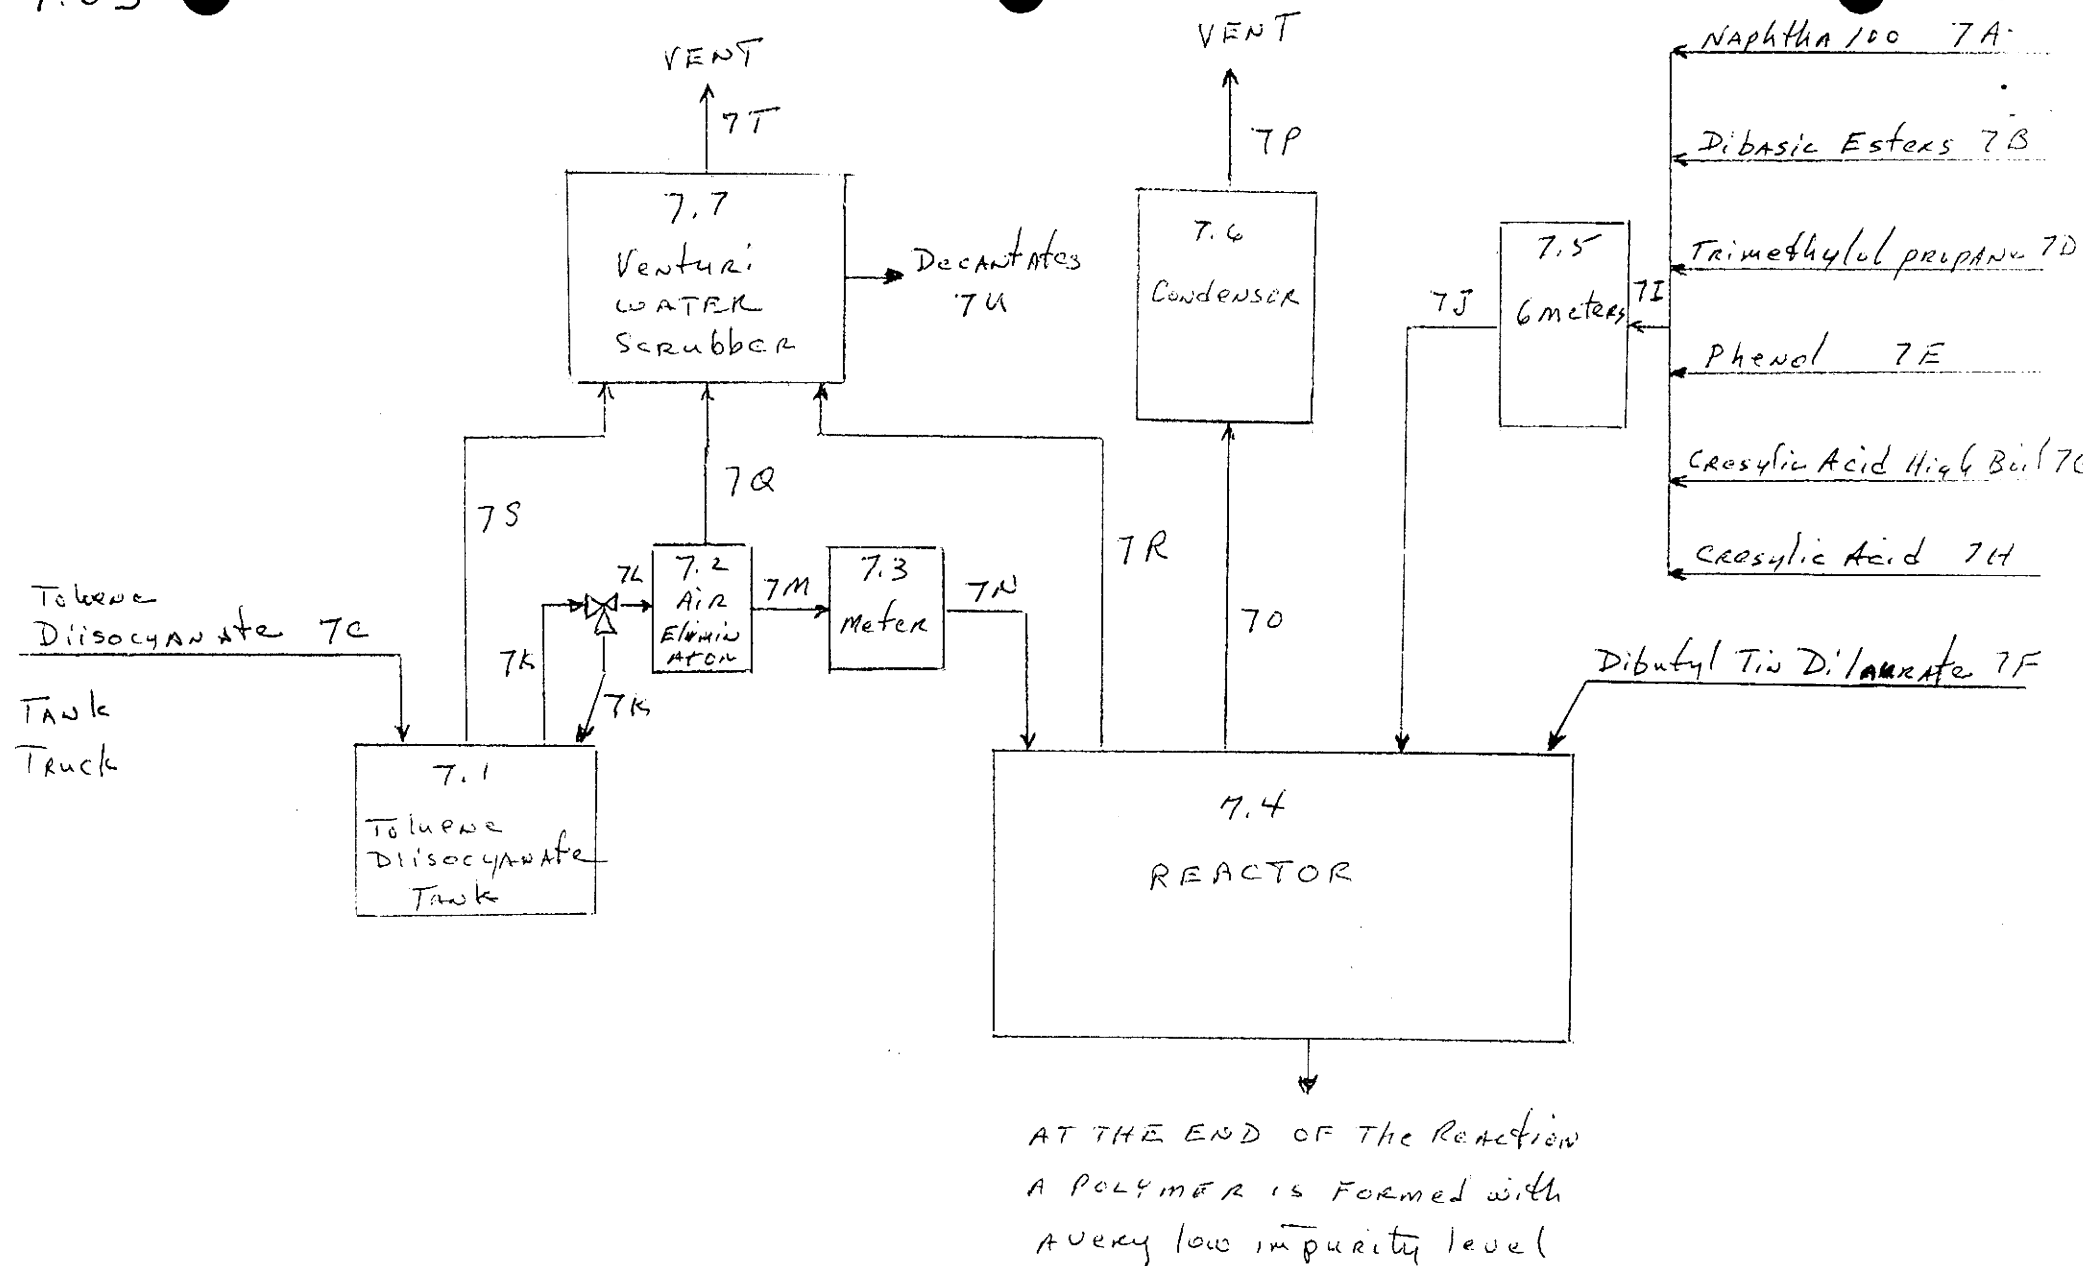 VENT
VENT
Naphtha 100 7A
7T
7P
Dibasic Esters 7B
7.7
Venturi
WATER
Scrubber
Decantates
7U
7.6
Condenser
7.5
6 meters
7I
7J
Trimethylol propane 7D
Phenol 7E
Cresylic Acid High Boil
Cresylic Acid 7H
7S
7Q
7R
7O
Toluene
Diisocyanate 7C
Tank
Truck
7K
7K
7L
7.2
Air
Elimin
ator
7M
7.3
Meter
7N
Dibutyl Tin Dilaurate 7F
7.1
Toluene
Diisocyanate
Tank
7.4
REACTOR
AT THE END OF The Reaction
A POLYMER is Formed with
A very low impurity level